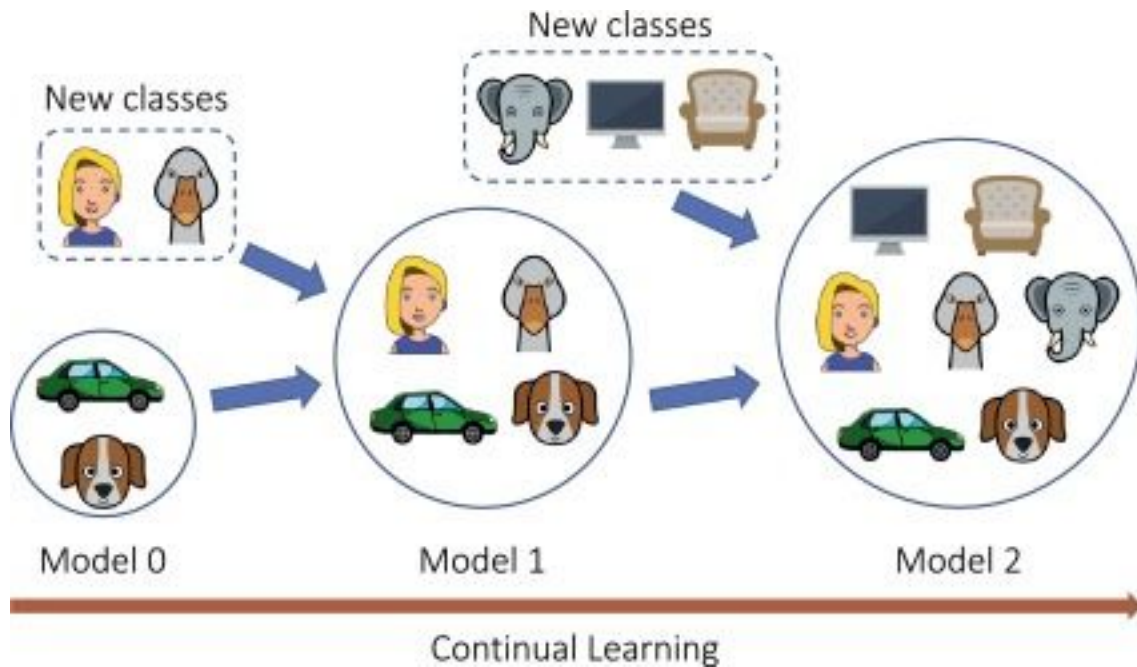 New classes
New classes
Model 0
Model 1
Model 2
Continual Learning